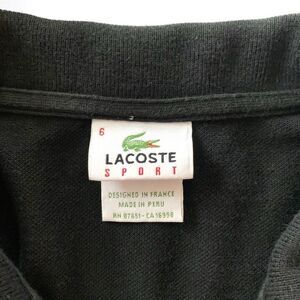 6
LACOSTE
SPORT
DESIGNED IN FRANCE
MADE IN PERU
RN 87651 - CA 16998